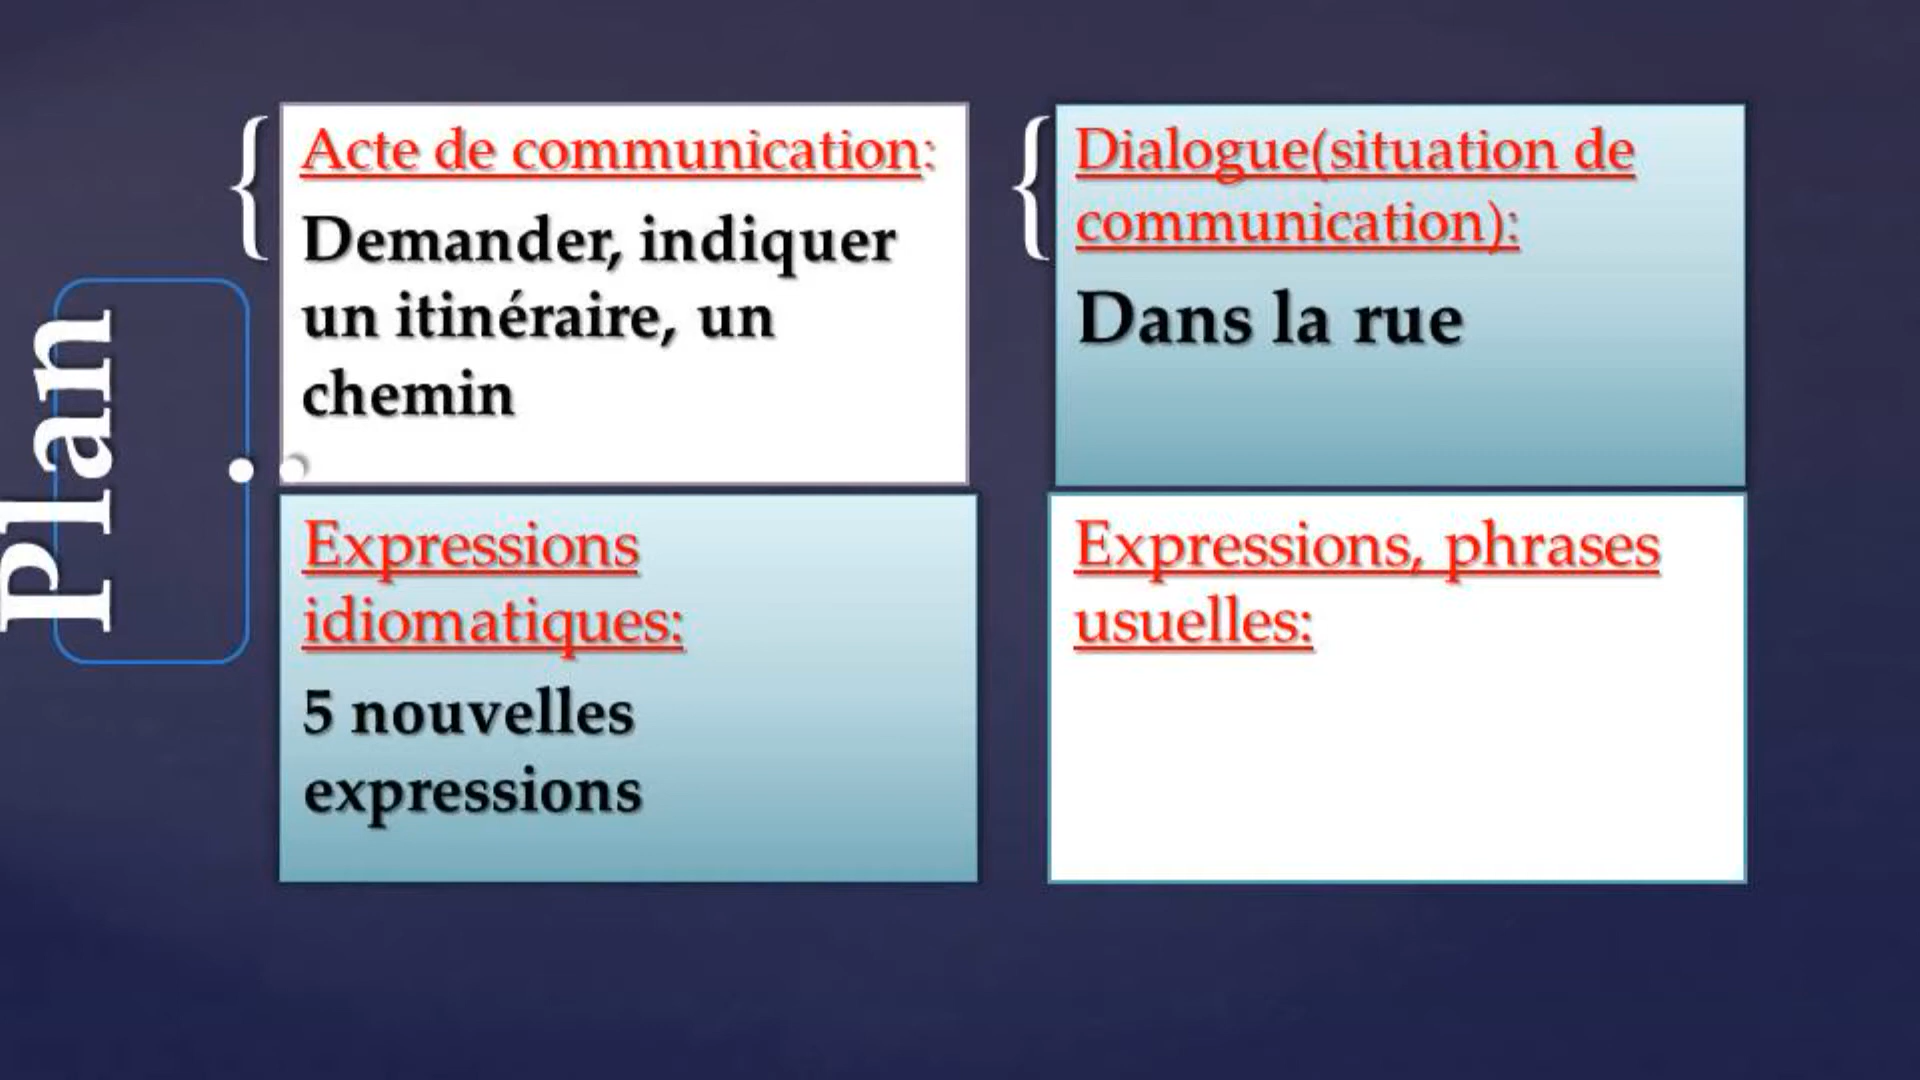 Plan :
Acte de communication:
Demander, indiquer
un itinéraire, un
chemin
Dialogue(situation de
communication):
Dans la rue
Expressions
idiomatiques:
5 nouvelles
expressions
Expressions, phrases
usuelles: